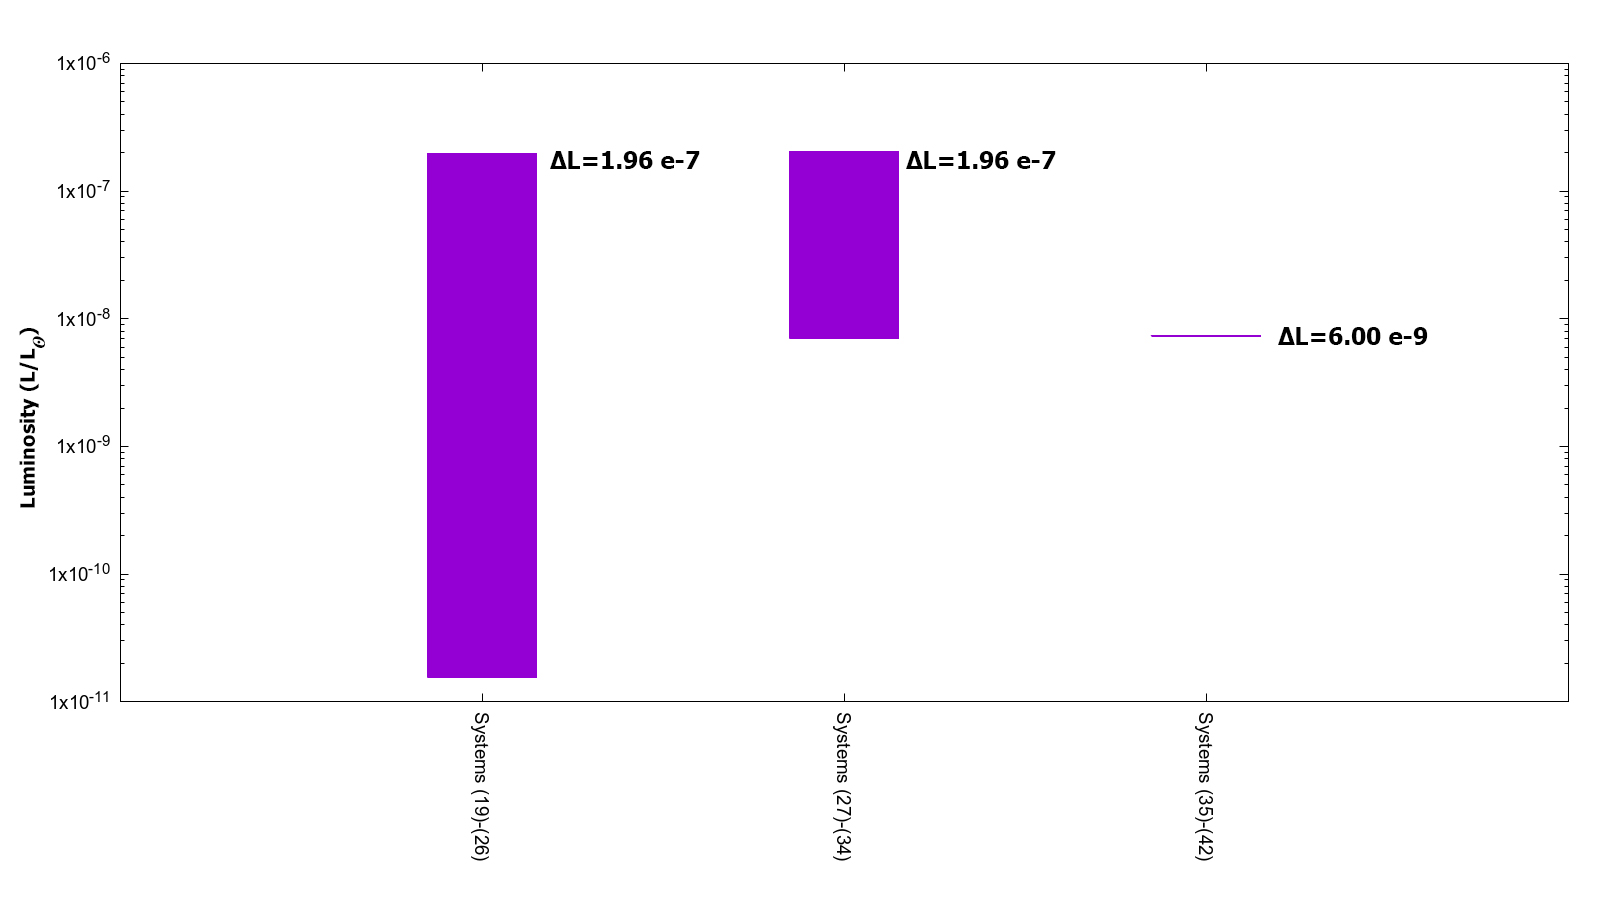 1x10-6
1x10-7
1x10-8
1x10-9
1x10-10
1x10-11
Luminosity (L/L⊙)
ΔL=1.96 e-7
ΔL=1.96 e-7
ΔL=6.00 e-9
Systems (19)-(26)
Systems (27)-(34)
Systems (35)-(42)